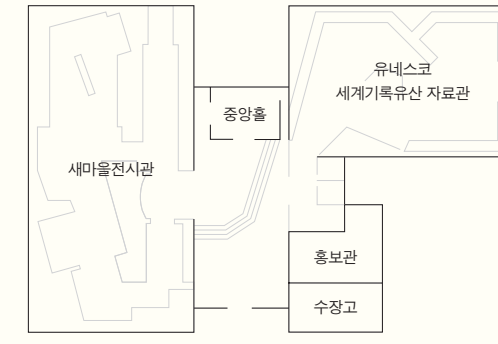 유네스코
세계기록유산 자료관
중앙홀
새마을전시관
홍보관
수장고